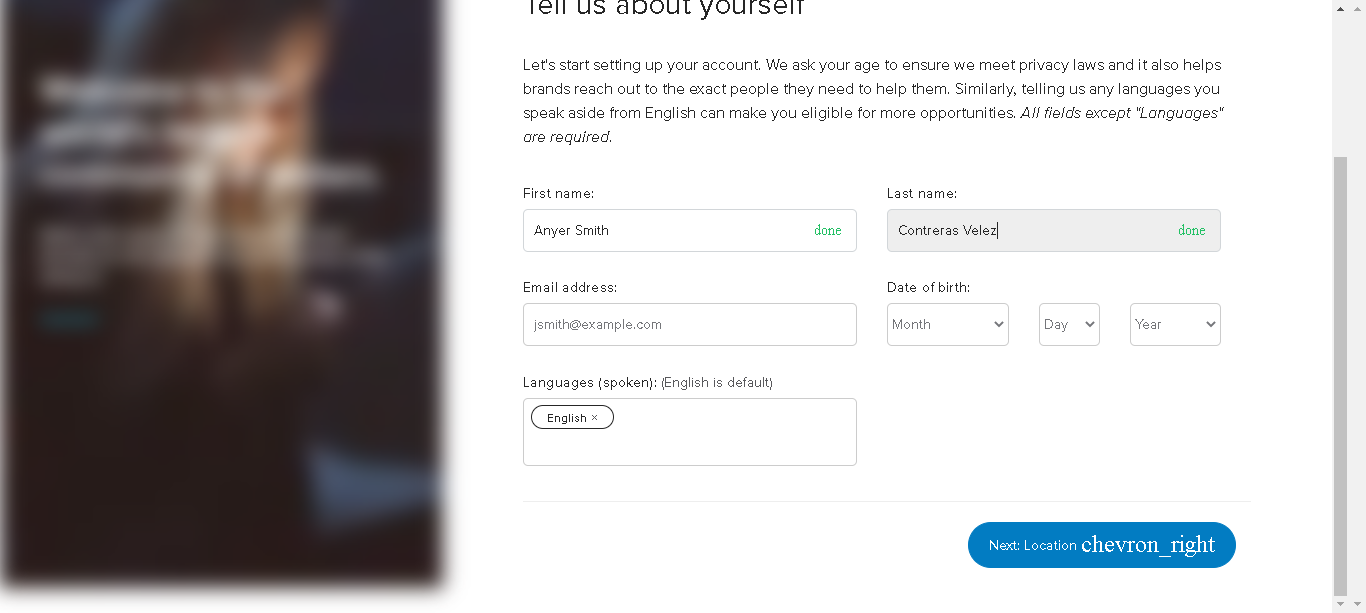 Tell us about yourself
Let's start setting up your account. We ask your age to ensure we meet privacy laws and it also helps
brands reach out to the exact people they need to help them. Similarly, telling us any languages you
speak aside from English can make you eligible for more opportunities. All fields except "Languages"
are required.
First name: Last name:
Anyer Smith done Contreras Velez done
Email address: Date of birth:
jsmith@example.com Month Day Year
Languages (spoken): (English is default)
English ×
Next: Location chevron_right